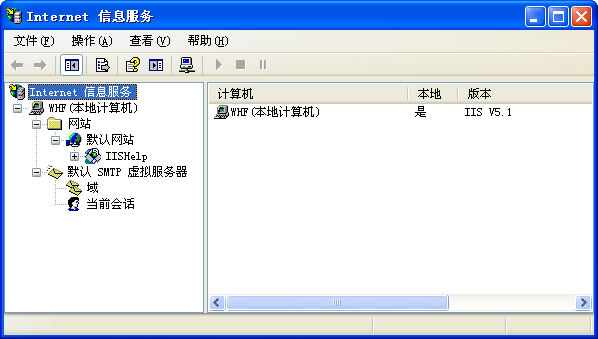 Internet 信息服务
文件(F) 操作(A) 查看(V) 帮助(H)
Internet 信息服务
WHF(本地计算机)
网站
默认网站
IISHelp
默认 SMTP 虚拟服务器
域
当前会话
计算机 本地 版本
WHF(本地计算机) 是 IIS V5.1